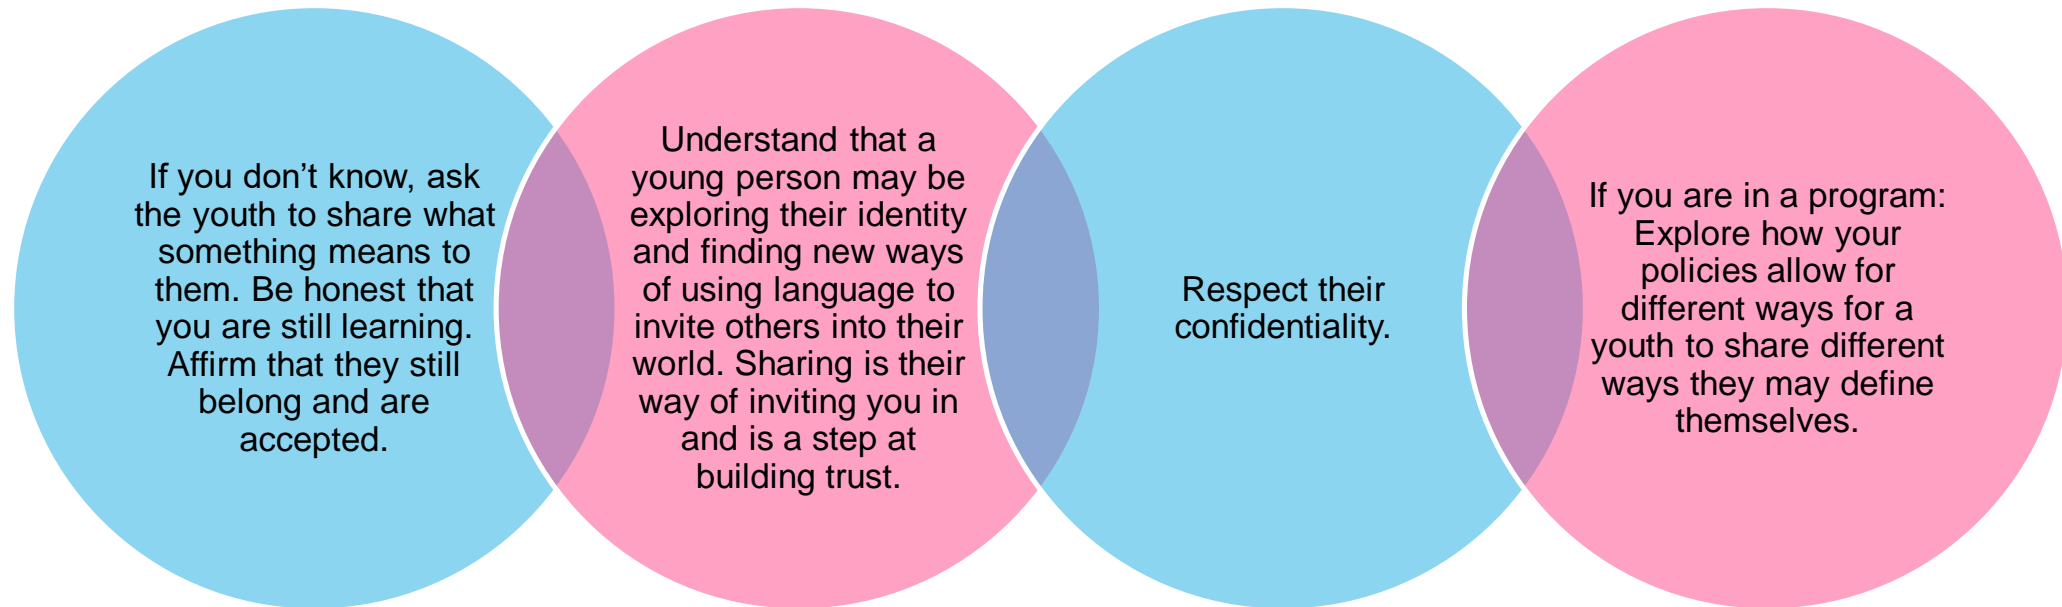 If you don’t know, ask
the youth to share what
something means to
them. Be honest that
you are still learning.
Affirm that they still
belong and are
accepted.
Understand that a
young person may be
exploring their identity
and finding new ways
of using language to
invite others into their
world. Sharing is their
way of inviting you in
and is a step at
building trust.
Respect their
confidentiality.
If you are in a program:
Explore how your
policies allow for
different ways for a
youth to share different
ways they may define
themselves.